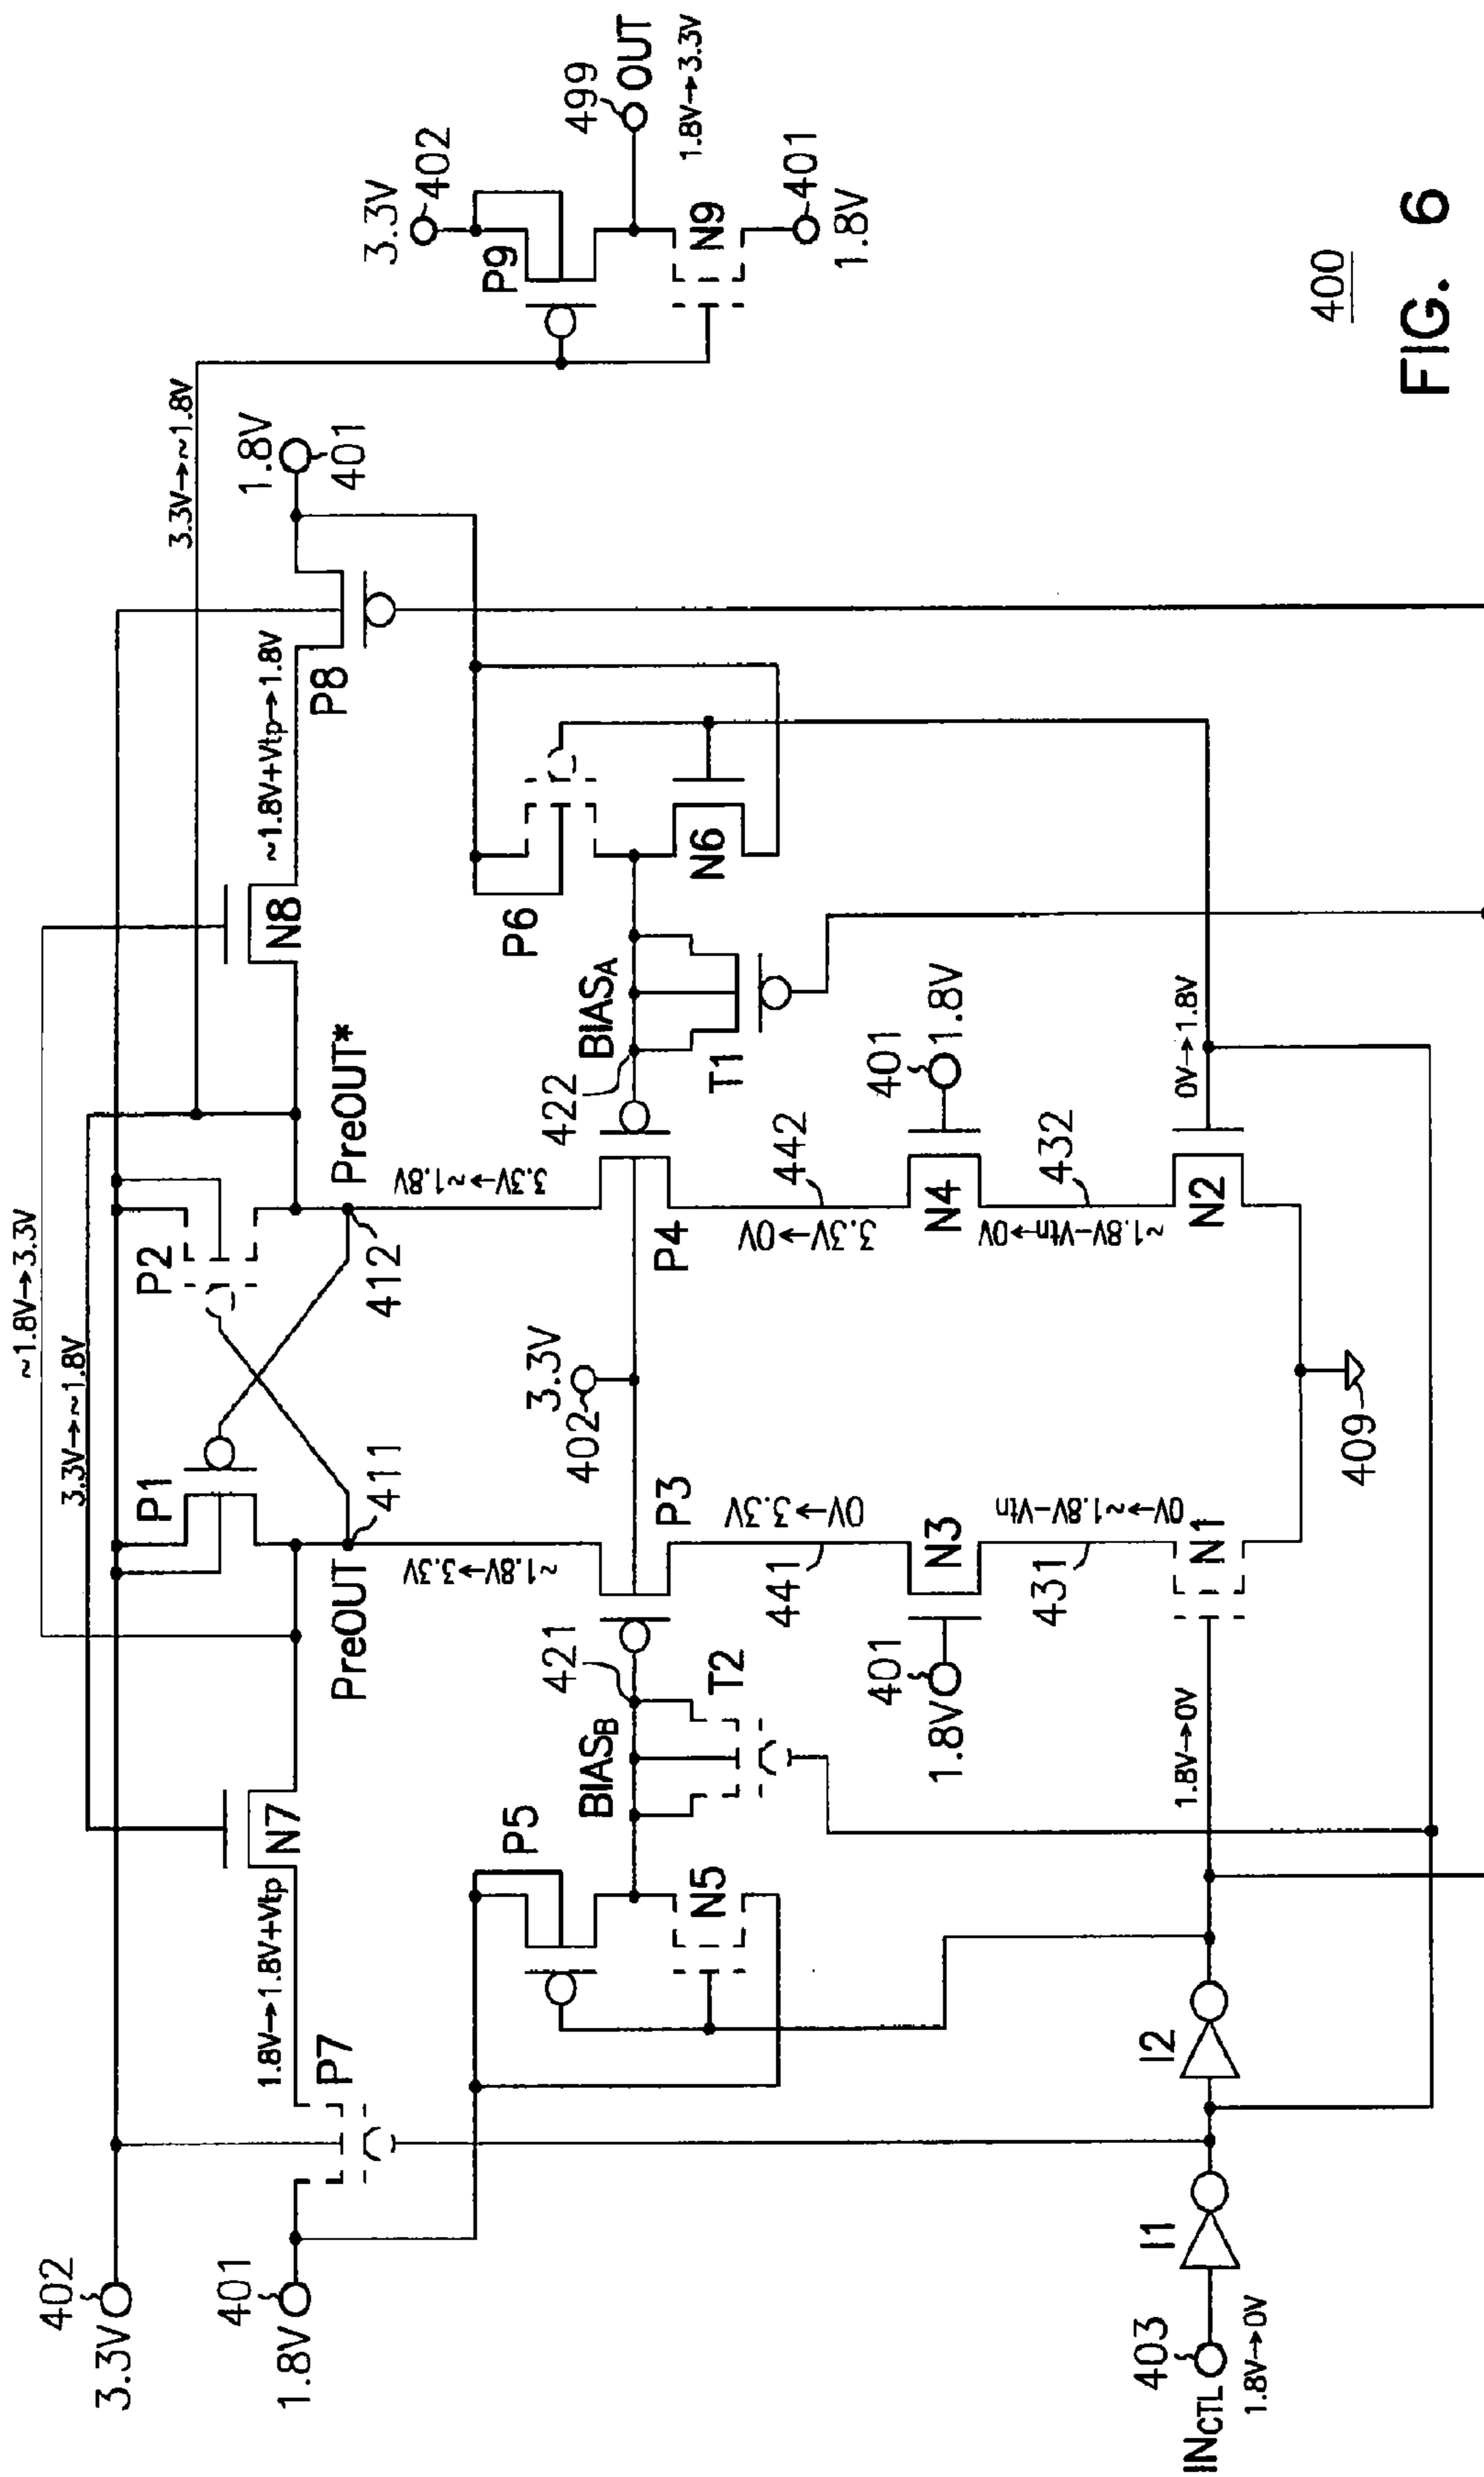 402
3.3V
401
1.8V
403
INCTL
1.8V→0V
I1
I2
P7
1.8V→1.8V+Vtp
N7
P5
N5
BIASB
421
T2
1.8V→0V
401
1.8V
PreOUT
411
~1.8V→3.3V
P3
441
0V→3.3V
N3
431
0V→~1.8V-Vtn
N1
P1
3.3V→~1.8V
~1.8V→3.3V
402
3.3V
409
P2
412
PreOUT*
3.3V→~1.8V
P4
442
3.3V→0V
N4
432
~1.8V-Vtn→0V
N2
0V→1.8V
401
1.8V
422
BIASA
T1
P6
N6
N8
~1.8V+Vtp→1.8V
P8
1.8V
401
3.3V→~1.8V
P9
3.3V
402
N9
499
OUT
1.8V→3.3V
401
1.8V
400
FIG. 6